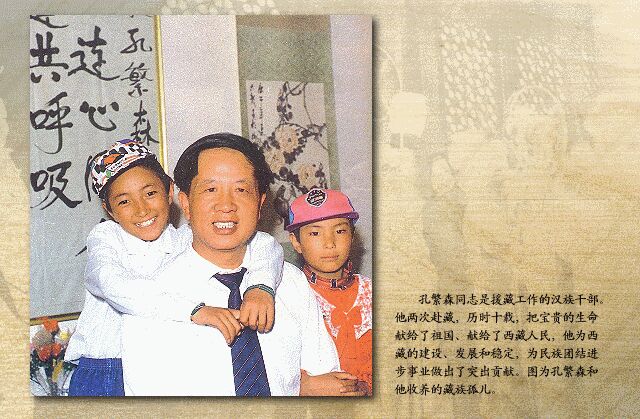 孔繁森
连心
共呼吸
孔繁森同志是援藏工作的汉族干部。
他两次赴藏，历时十载，把宝贵的生命
献给了祖国、献给了西藏人民，他为西
藏的建设、发展和稳定，为民族团结进
步事业做出了突出贡献。图为孔繁森和
他收养的藏族孤儿。